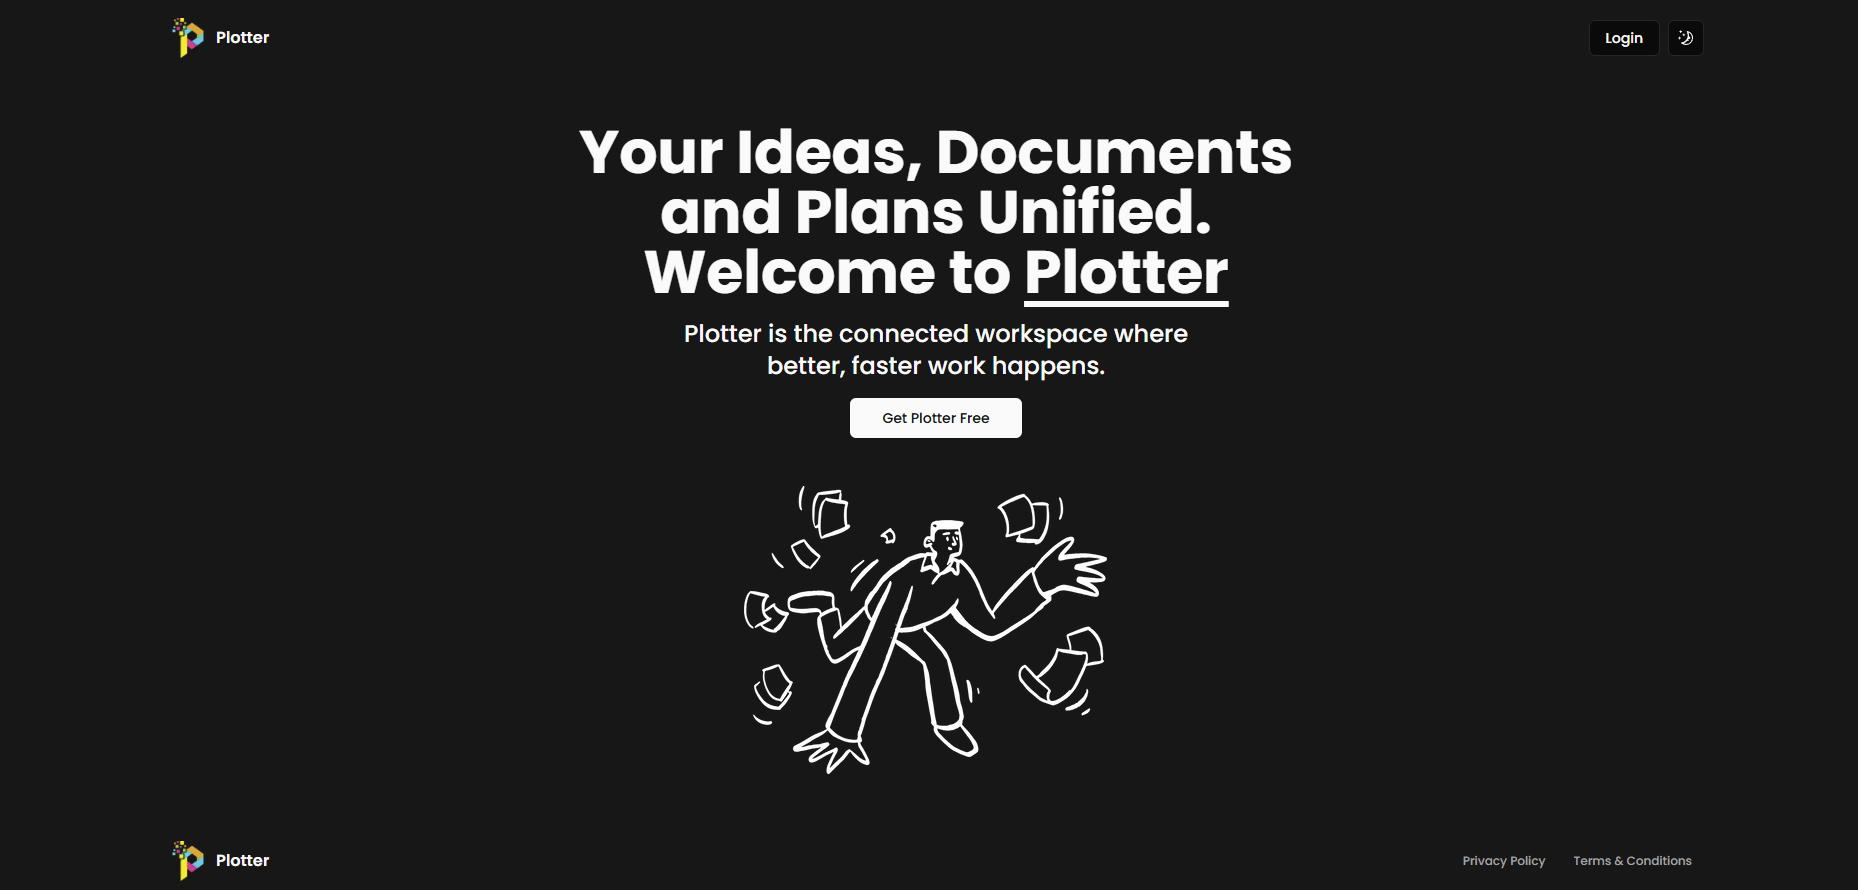 Plotter
Login
Your Ideas, Documents
and Plans Unified.
Welcome to Plotter
Plotter is the connected workspace where
better, faster work happens.
Get Plotter Free
Plotter
Privacy Policy
Terms & Conditions